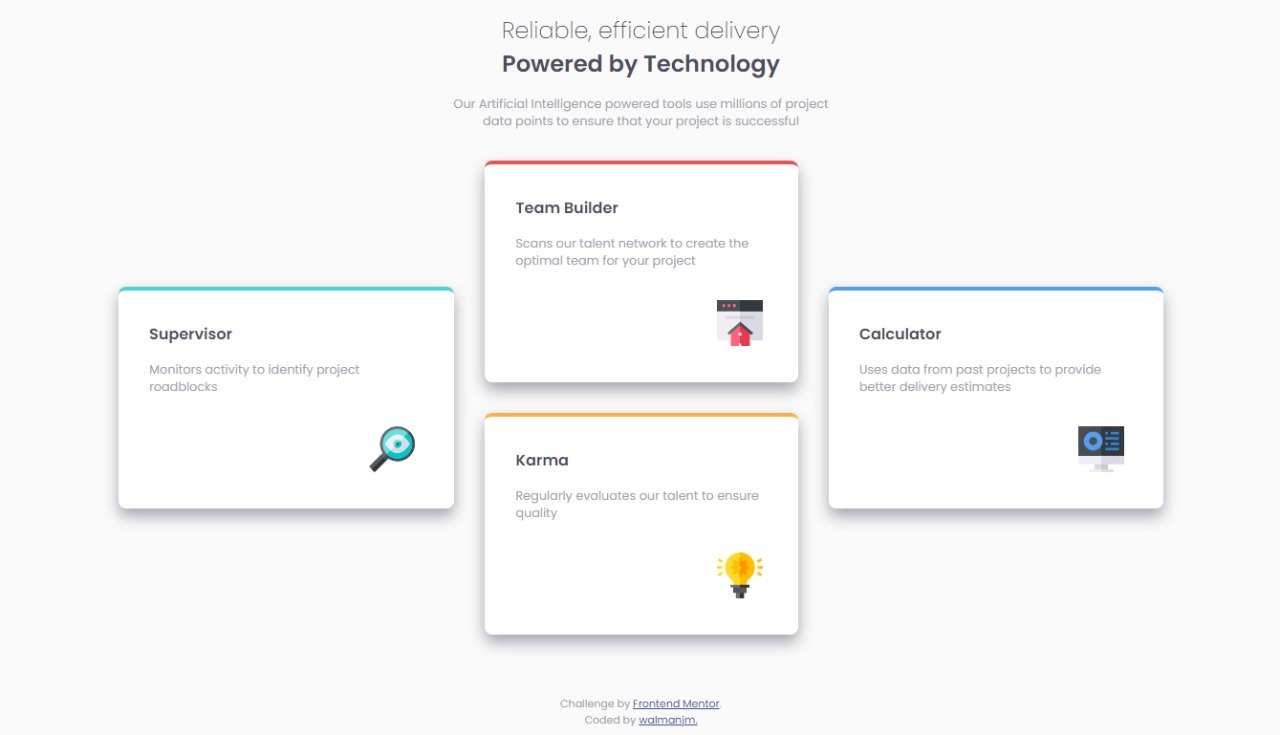 Reliable, efficient delivery
Powered by Technology
Our Artificial Intelligence powered tools use millions of project
data points to ensure that your project is successful
Team Builder
Scans our talent network to create the
optimal team for your project
Supervisor
Monitors activity to identify project
roadblocks
Calculator
Uses data from past projects to provide
better delivery estimates
Karma
Regularly evaluates our talent to ensure
quality
Challenge by Frontend Mentor.
Coded by walmanjm.